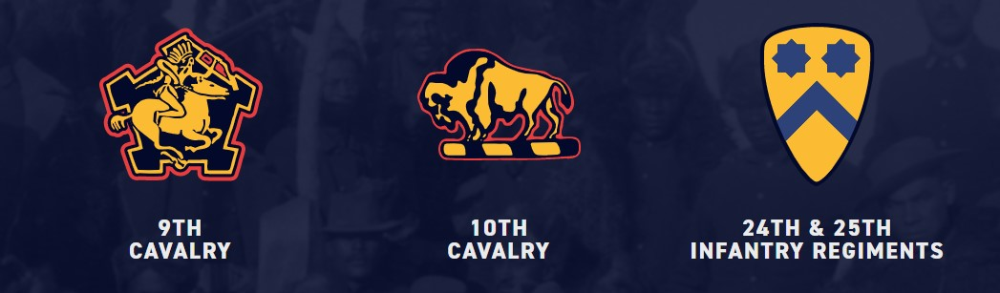 9TH
CAVALRY
10TH
CAVALRY
24TH & 25TH
INFANTRY REGIMENTS